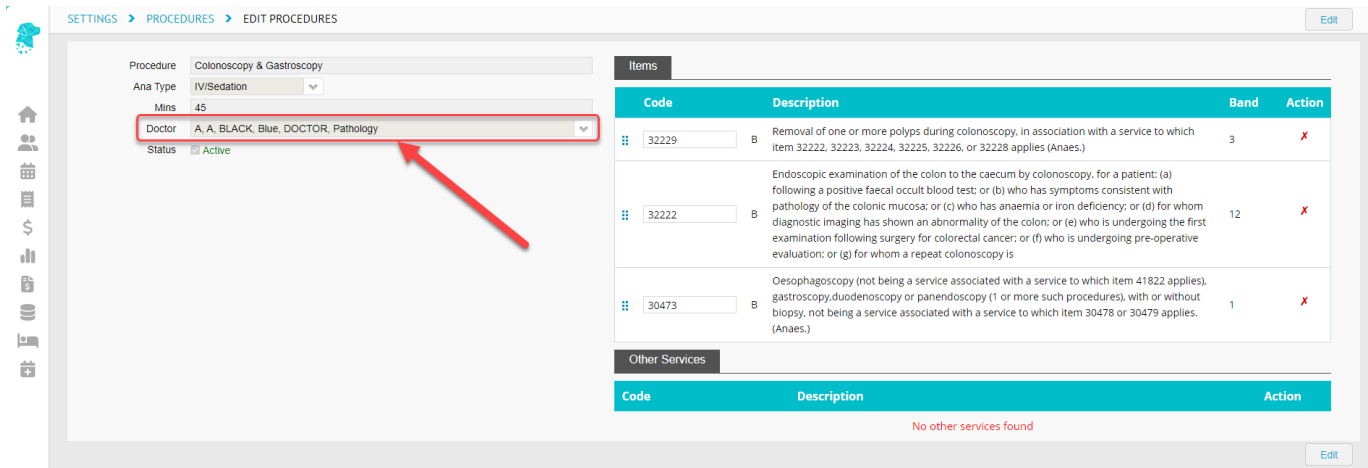 SETTINGS > PROCEDURES > EDIT PROCEDURES
Edit
Procedure Colonoscopy & Gastroscopy
Ana Type IV/Sedation
Mins 45
Doctor A, A, BLACK, Blue, DOCTOR, Pathology
Status Active
Items
Code Description Band Action
32229 B Removal of one or more polyps during colonoscopy, in association with a service to which
item 32222, 32223, 32224, 32225, 32226, or 32228 applies (Anaes.) 3 ✗
Endoscopic examination of the colon to the caecum by colonoscopy, for a patient: (a)
following a positive faecal occult blood test; or (b) who has symptoms consistent with
pathology of the colonic mucosa; or (c) who has anaemia or iron deficiency; or (d) for whom
32222 B diagnostic imaging has shown an abnormality of the colon; or (e) who is undergoing the first 12 ✗
examination following surgery for colorectal cancer; or (f) who is undergoing pre-operative
evaluation; or (g) for whom a repeat colonoscopy is
Oesophagoscopy (not being a service associated with a service to which item 41822 applies),
gastroscopy,duodenoscopy or panendoscopy (1 or more such procedures), with or without
30473 B biopsy, not being a service associated with a service to which item 30478 or 30479 applies. 1 ✗
(Anaes.)
Other Services
Code Description Action
No other services found
Edit